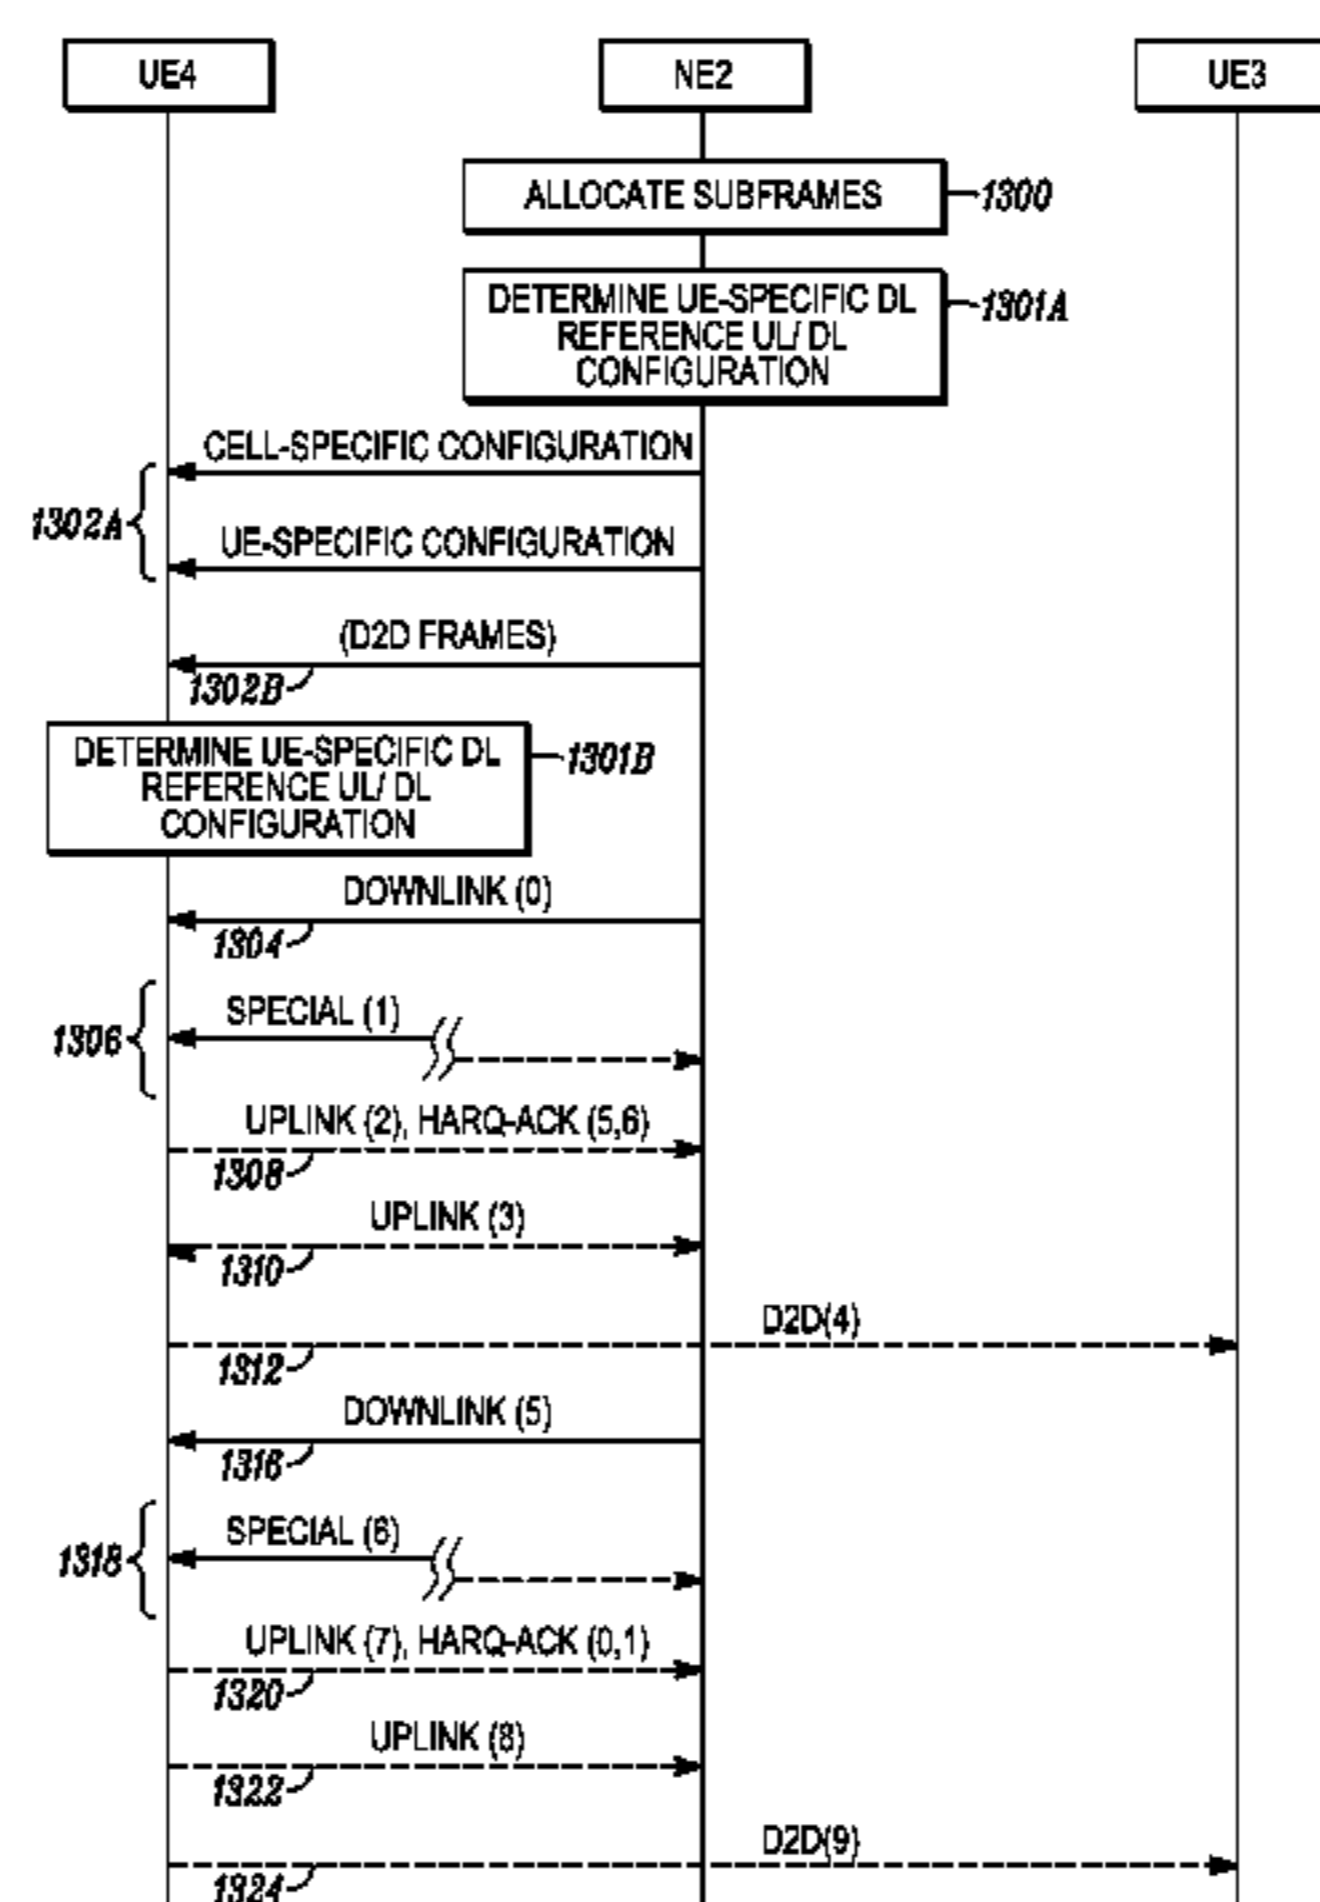 UE4
NE2
UE3
ALLOCATE SUBFRAMES
1300
DETERMINE UE-SPECIFIC DL
REFERENCE UL/ DL
CONFIGURATION
1301A
CELL-SPECIFIC CONFIGURATION
1302A
UE-SPECIFIC CONFIGURATION
(D2D FRAMES)
1302B
DETERMINE UE-SPECIFIC DL
REFERENCE UL/ DL
CONFIGURATION
1301B
DOWNLINK (0)
1304
SPECIAL (1)
1306
UPLINK (2), HARQ-ACK (5,6)
1308
UPLINK (3)
1310
D2D(4)
1312
DOWNLINK (5)
1316
SPECIAL (6)
1318
UPLINK (7), HARQ-ACK (0,1)
1320
UPLINK (8)
1322
D2D(9)
1324